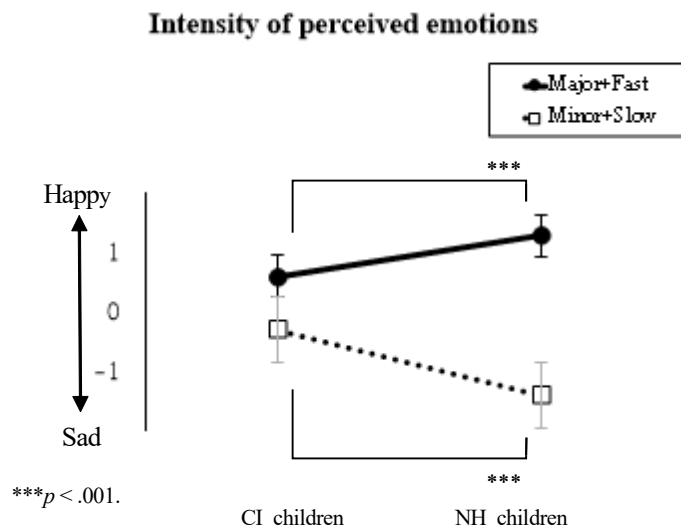 Intensity of perceived emotions
Major+Fast
Minor+Slow
***
Happy
1
0
-1
Sad
***
***p < .001.
CI children
NH children